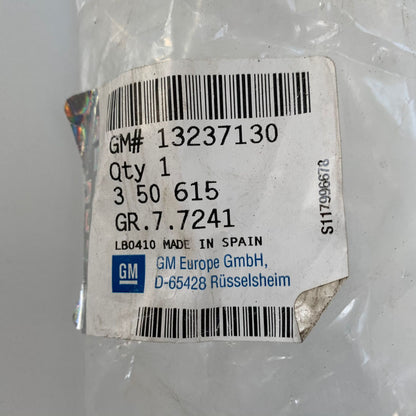 GM# 13237130
Qty 1
3 50 615
GR.7.7241
LB0410 MADE IN SPAIN
GM
GM Europe GmbH,
D-65428 Rüsselsheim
S117996678